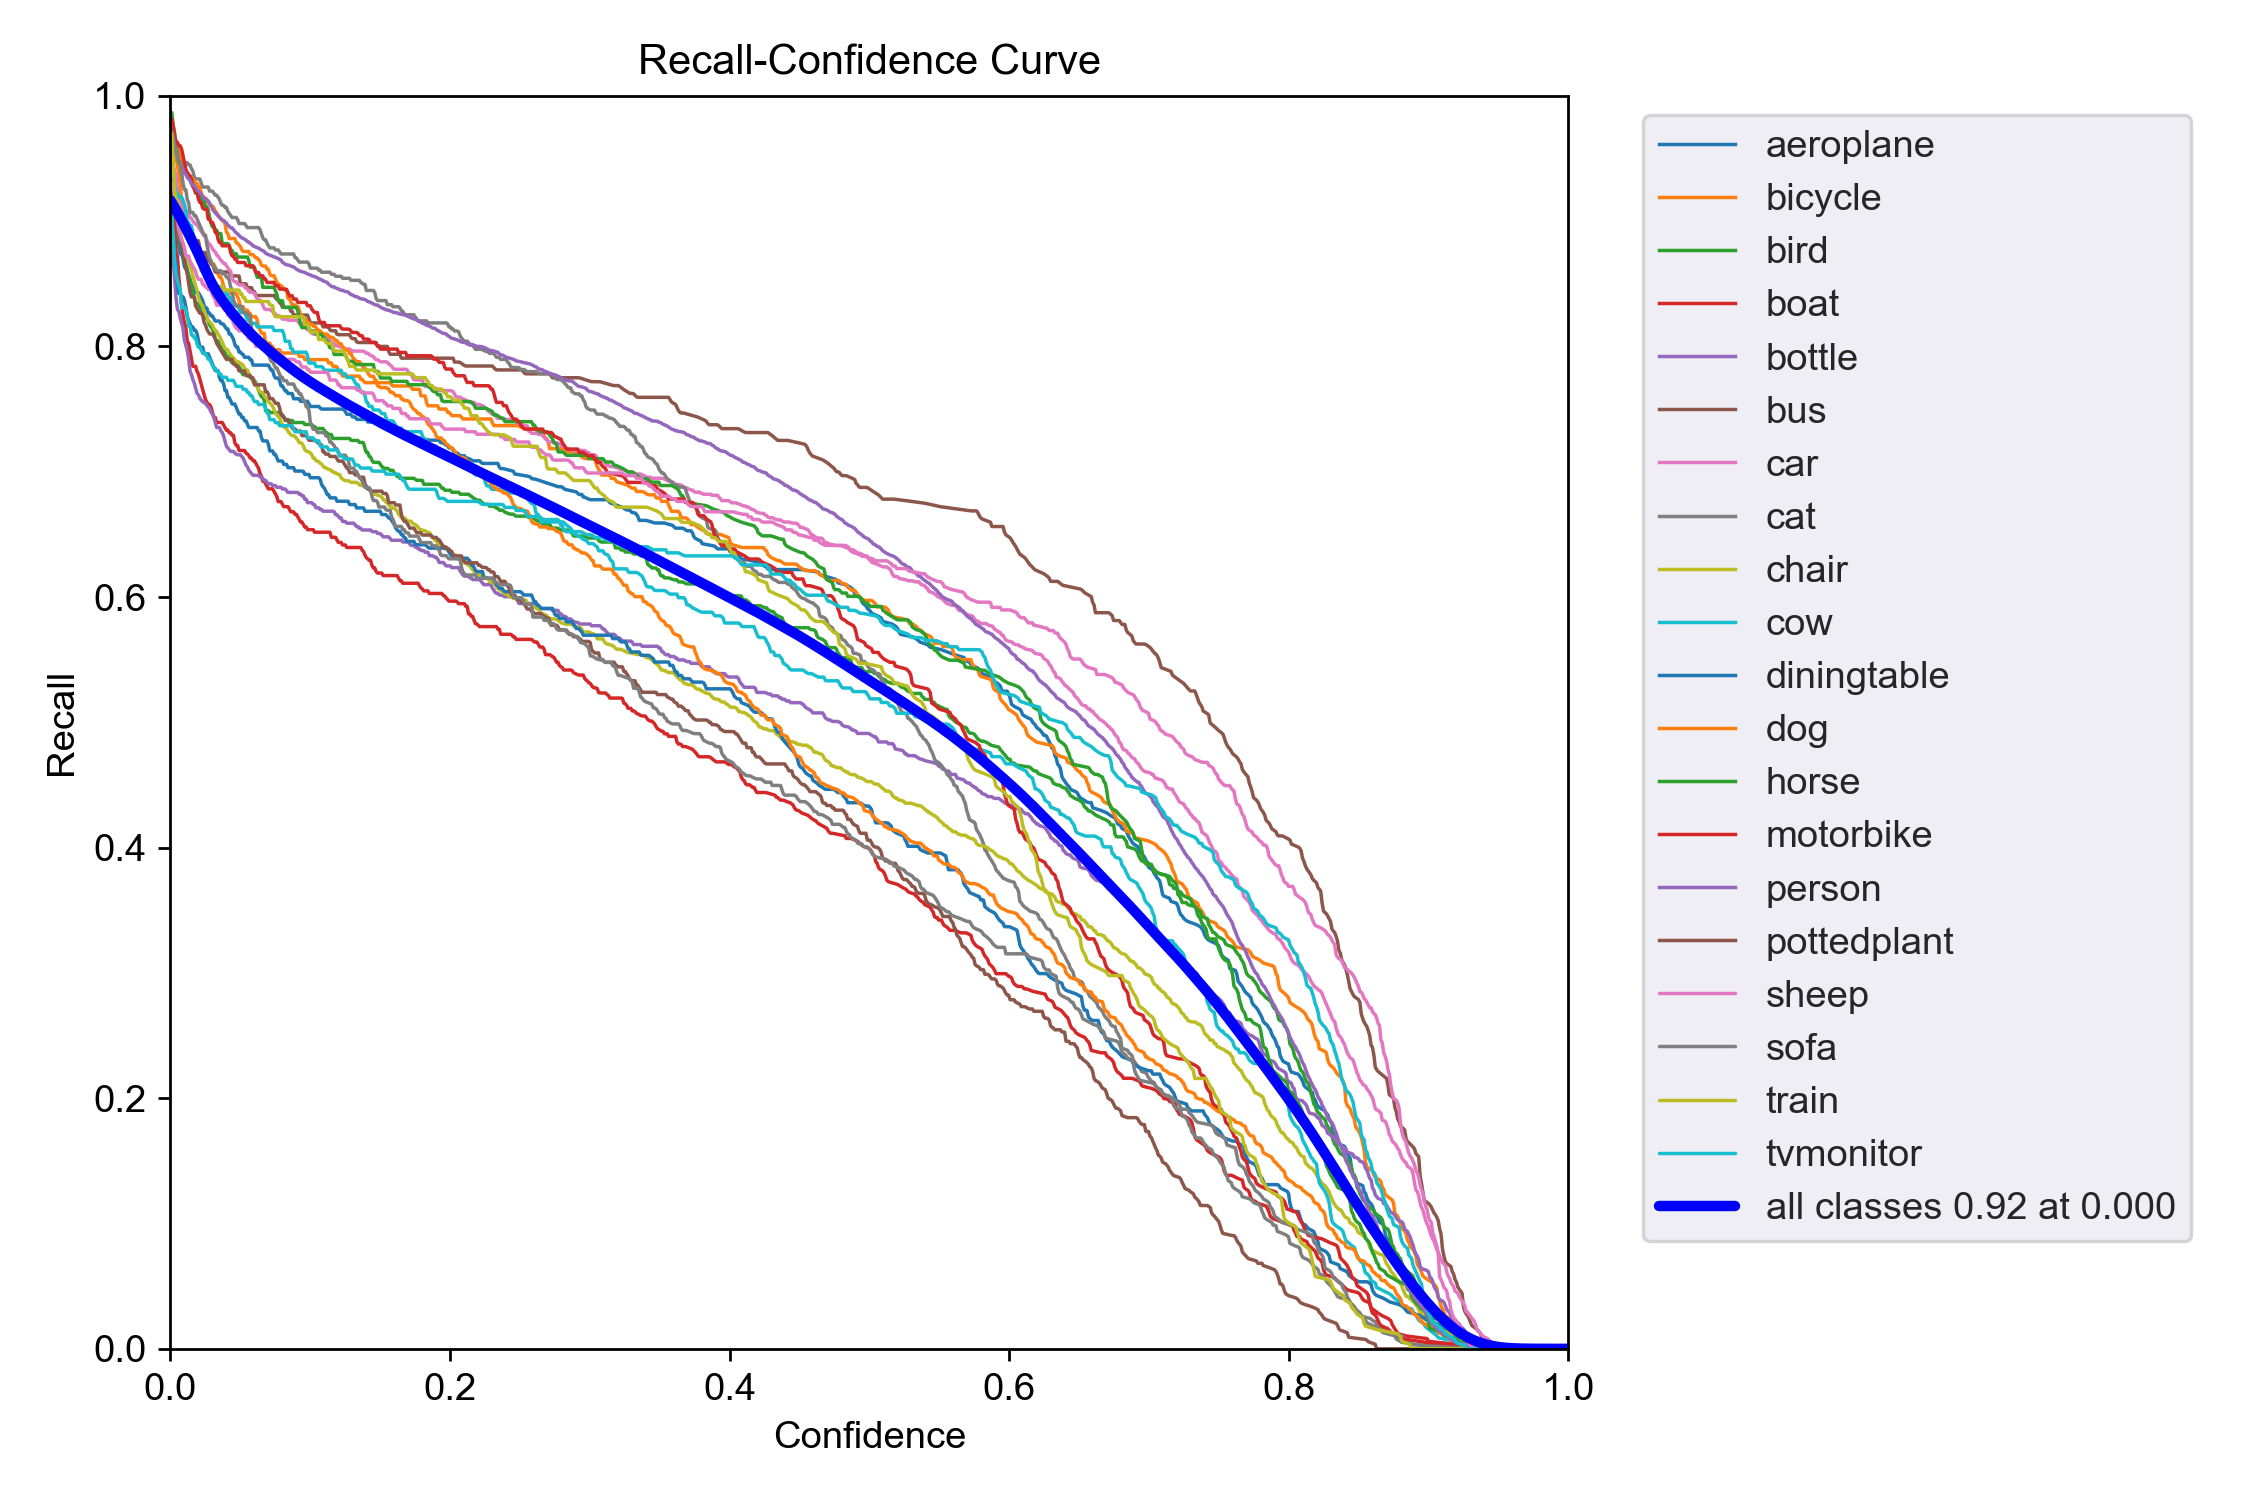 Recall-Confidence Curve
1.0
0.8
0.6
0.4
0.2
0.0
Recall
0.0 0.2 0.4 0.6 0.8 1.0
Confidence
aeroplane
bicycle
bird
boat
bottle
bus
car
cat
chair
cow
diningtable
dog
horse
motorbike
person
pottedplant
sheep
sofa
train
tvmonitor
all classes 0.92 at 0.000